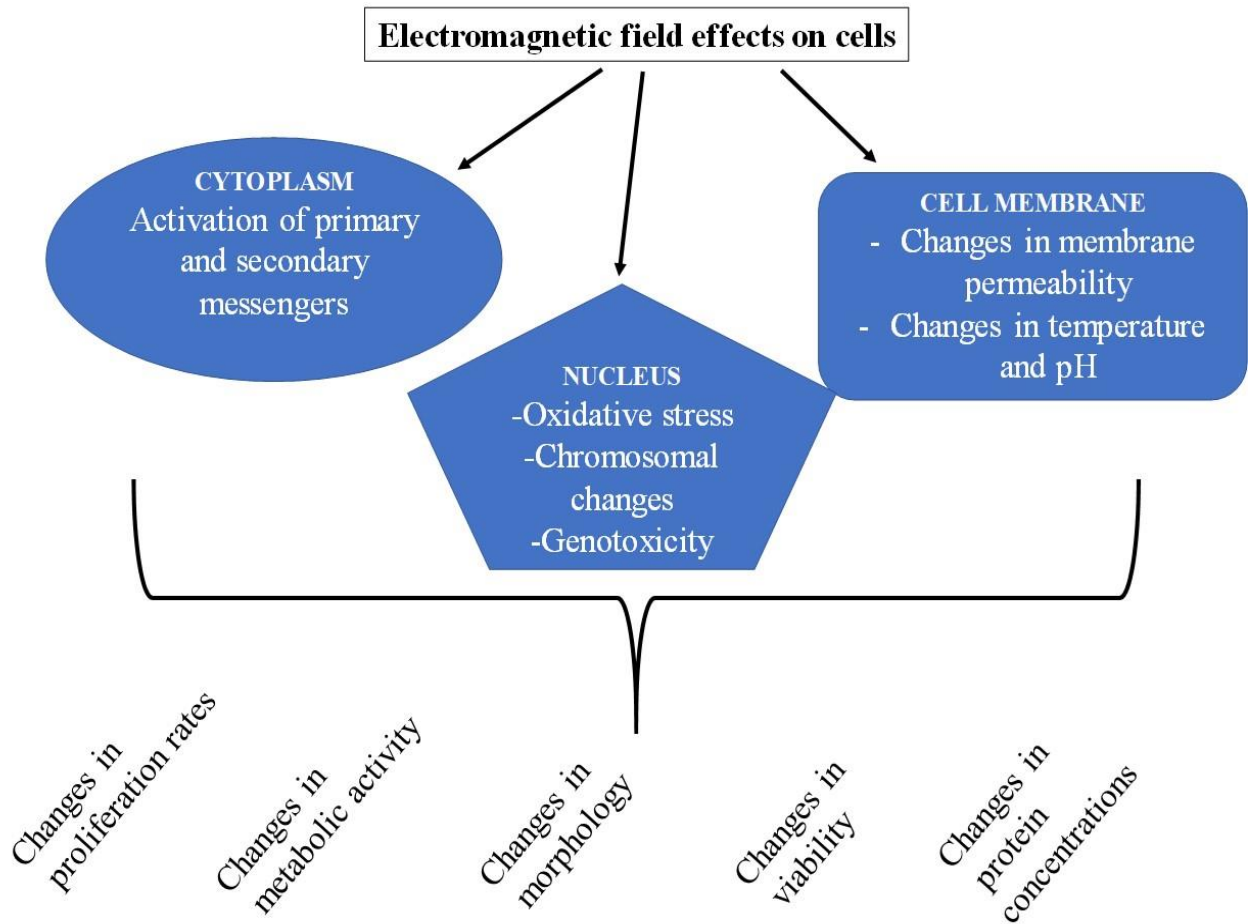 Electromagnetic field effects on cells
CYTOPLASM
Activation of primary
and secondary
messengers
NUCLEUS
-Oxidative stress
-Chromosomal
changes
-Genotoxicity
CELL MEMBRANE
- Changes in membrane
permeability
- Changes in temperature
and pH
Changes in
proliferation rates
Changes in
metabolic activity
Changes in
morphology
Changes in
viability
Changes in
protein
concentrations